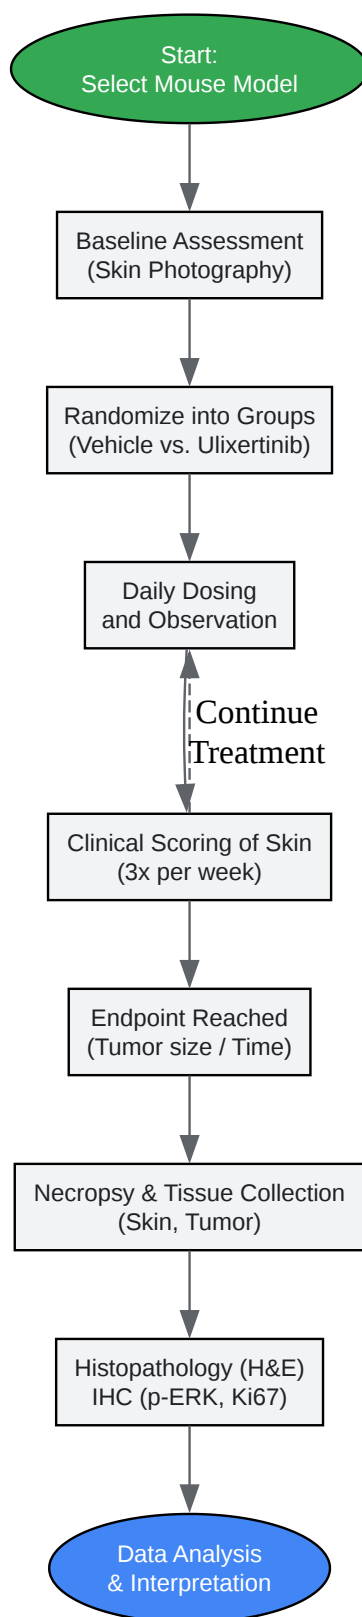 Start:
Select Mouse Model
Baseline Assessment
(Skin Photography)
Randomize into Groups
(Vehicle vs. Ulixertinib)
Daily Dosing
and Observation
Continue
Treatment
Clinical Scoring of Skin
(3x per week)
Endpoint Reached
(Tumor size / Time)
Necropsy & Tissue Collection
(Skin, Tumor)
Histopathology (H&E)
IHC (p-ERK, Ki67)
Data Analysis
& Interpretation